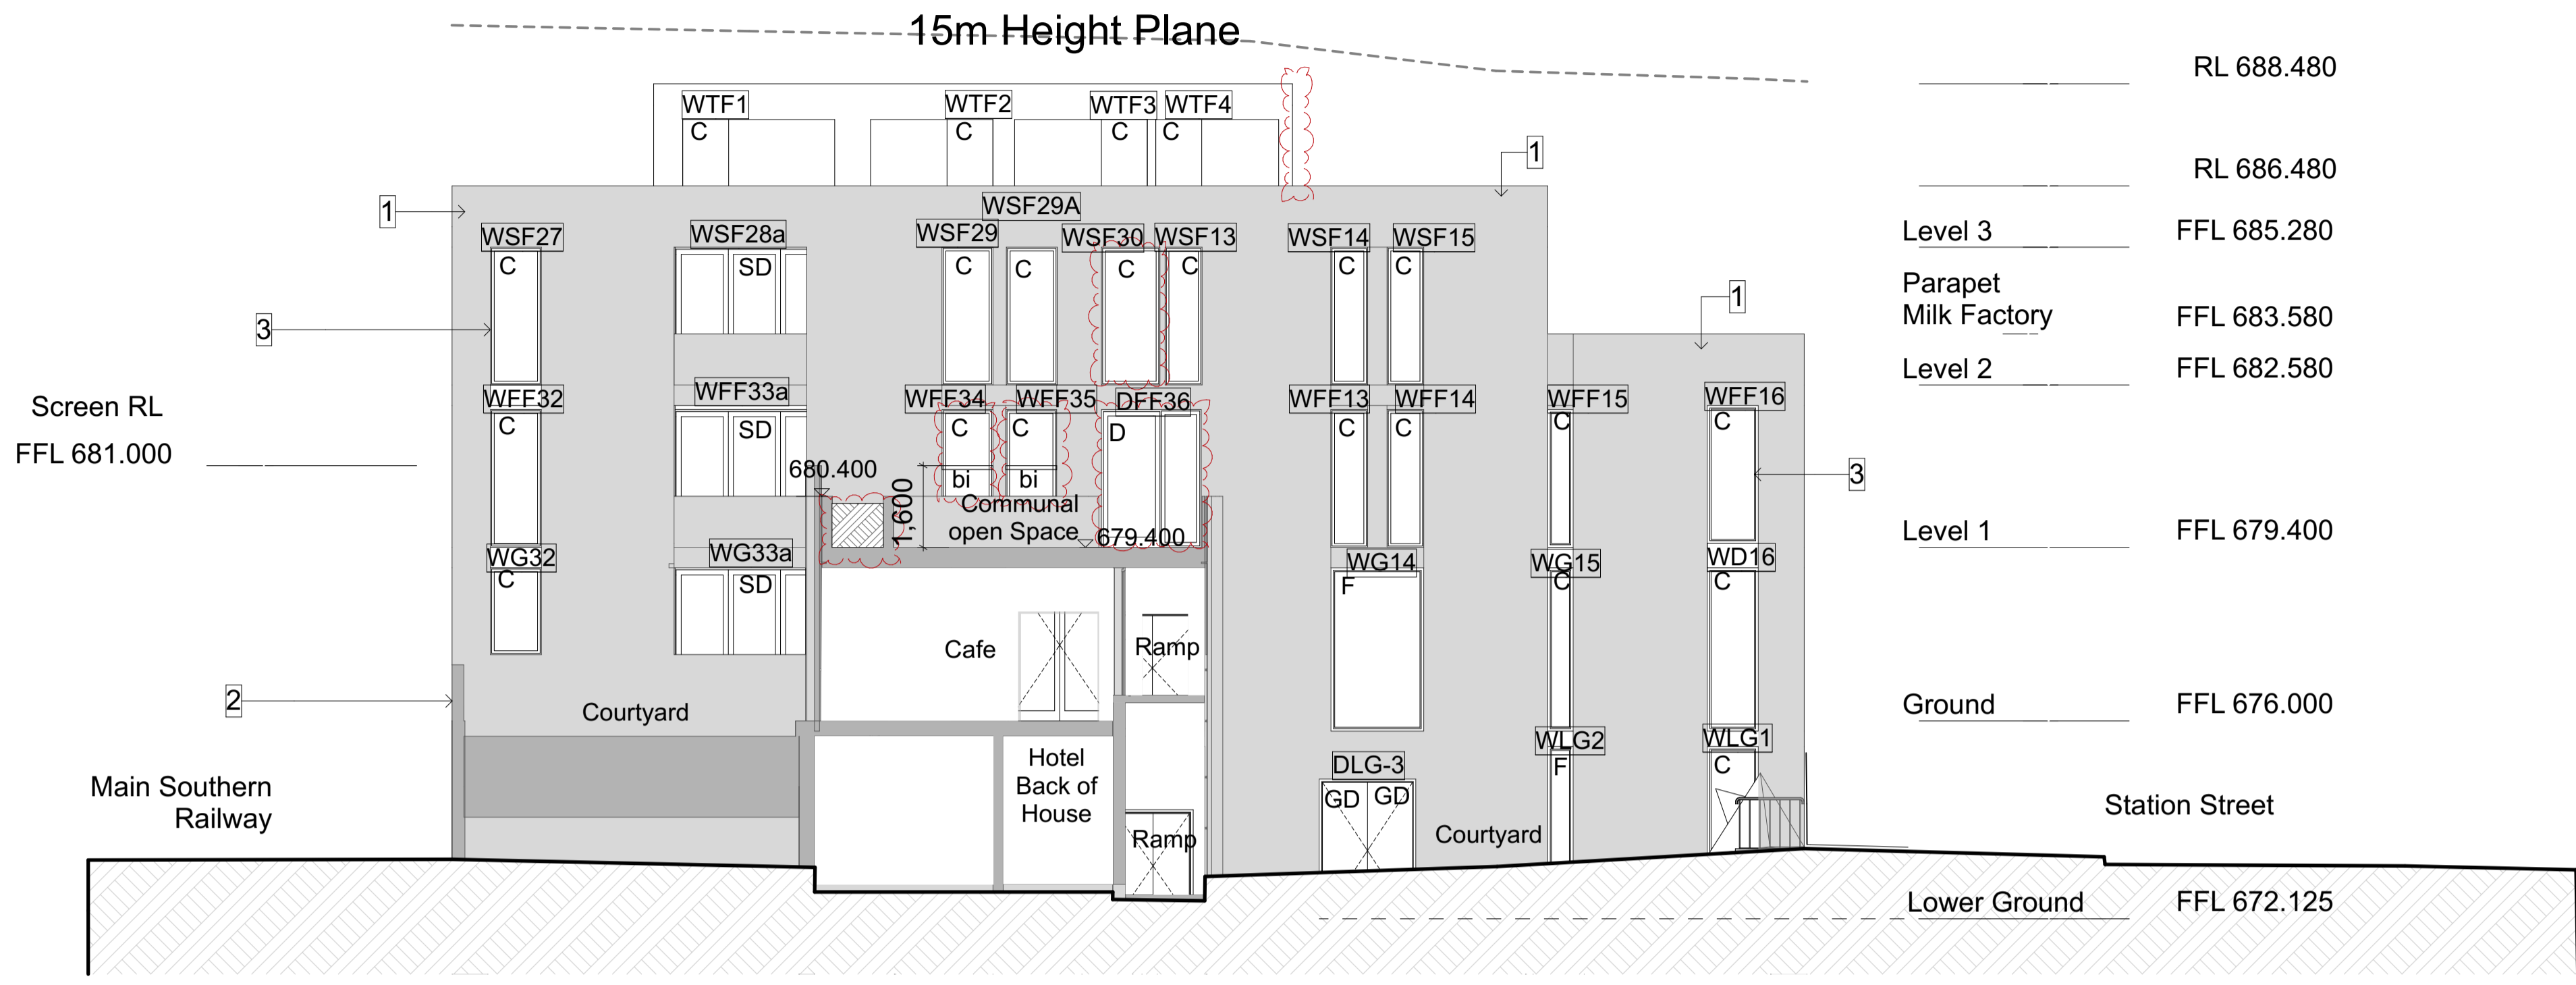 15m Height Plane
RL 688.480
WTF1
WTF2
WTF3
WTF4
C
C
C
C
1
RL 686.480
1
WSF29A
WSF27
WSF28a
WSF29
WSF30
WSF13
WSF14
WSF15
Level 3 FFL 685.280
C
SD
C
C
C
C
C
C
Parapet
Milk Factory FFL 683.580
1
3
Level 2 FFL 682.580
WFF32
WFF33a
WFF34
WFF35
DFF36
WFF13
WFF14
WFF15
WFF16
Screen RL
FFL 681.000
C
SD
C
C
D
C
C
C
C
680.400
bi
bi
3
1,600
Communal
open Space
679.400
Level 1 FFL 679.400
WG32
WG33a
WG14
WG15
WD16
C
SD
F
C
C
Cafe
Ramp
2
Courtyard
Ground FFL 676.000
WLG2
WLG1
Hotel
Back of
House
DLG-3
F
C
GD
GD
Main Southern
Railway
Station Street
Ramp
Courtyard
Lower Ground FFL 672.125